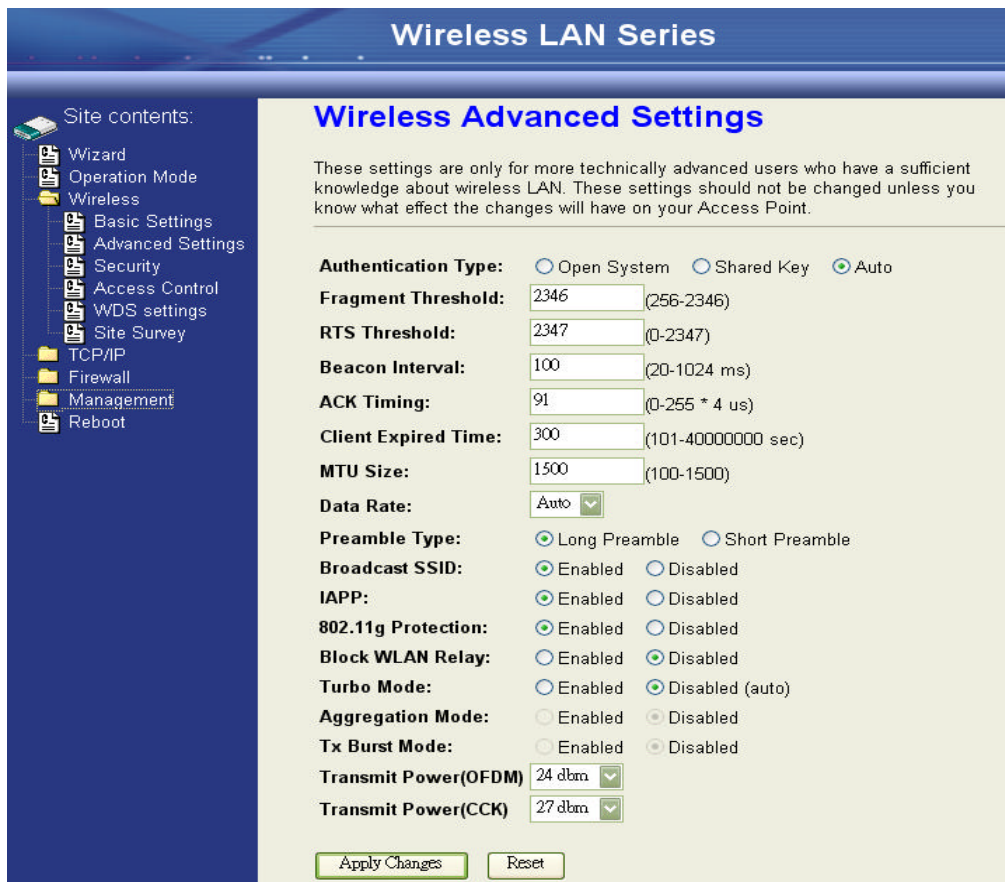 Wireless LAN Series
Site contents:
Wizard
Operation Mode
Wireless
Basic Settings
Advanced Settings
Security
Access Control
WDS settings
Site Survey
TCP/IP
Firewall
Management
Reboot
Wireless Advanced Settings
These settings are only for more technically advanced users who have a sufficient
knowledge about wireless LAN. These settings should not be changed unless you
know what effect the changes will have on your Access Point.
Authentication Type: Open System Shared Key Auto
Fragment Threshold: 2346 (256-2346)
RTS Threshold: 2347 (0-2347)
Beacon Interval: 100 (20-1024 ms)
ACK Timing: 91 (0-255 * 4 us)
Client Expired Time: 300 (101-40000000 sec)
MTU Size: 1500 (100-1500)
Data Rate: Auto
Preamble Type: Long Preamble Short Preamble
Broadcast SSID: Enabled Disabled
IAPP: Enabled Disabled
802.11g Protection: Enabled Disabled
Block WLAN Relay: Enabled Disabled
Turbo Mode: Enabled Disabled (auto)
Aggregation Mode: Enabled Disabled
Tx Burst Mode: Enabled Disabled
Transmit Power(OFDM) 24 dbm
Transmit Power(CCK) 27 dbm
Apply Changes Reset